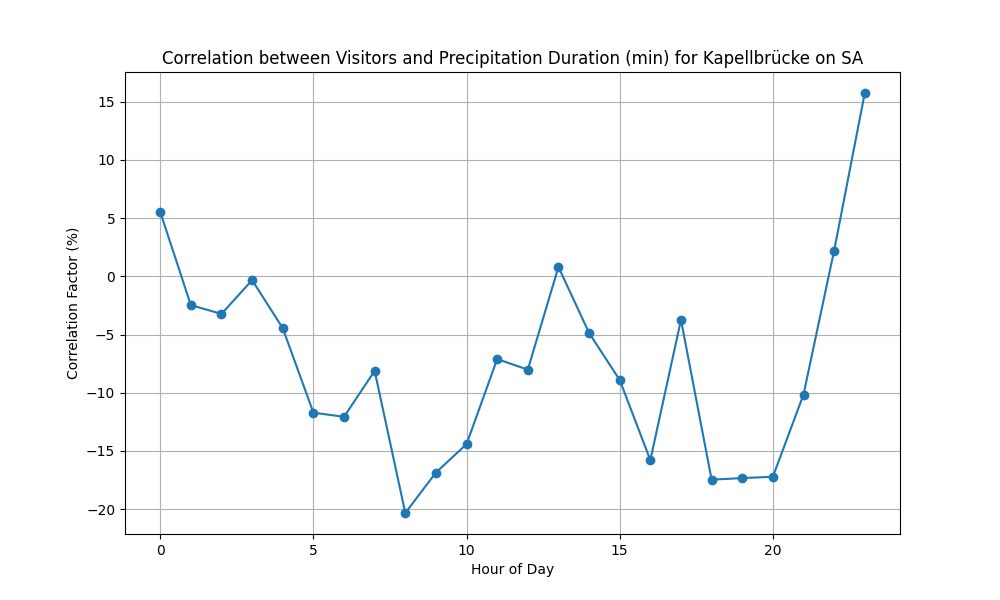 Correlation between Visitors and Precipitation Duration (min) for Kapellbrücke on SA
15
10
5
0
−5
−10
−15
−20
Correlation Factor (%)
0 5 10 15 20
Hour of Day